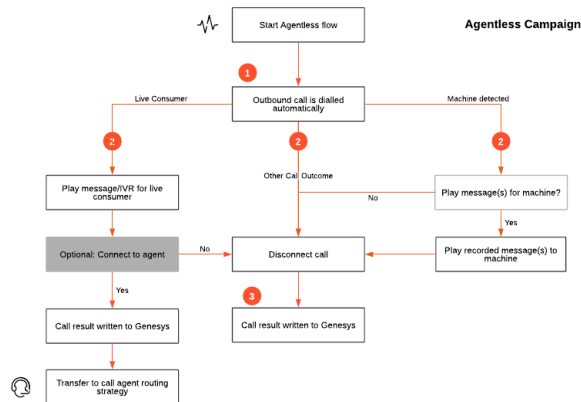 Agentless Campaign
Start Agentless flow
1
Outbound call is dialled
automatically
Live Consumer
Machine detected
2
2
2
Play message/IVR for live
consumer
Other Call Outcome
Play message(s) for machine?
No
Yes
Optional: Connect to agent
No
Disconnect call
Play recorded message(s) to
machine
Yes
3
Call result written to Genesys
Call result written to Genesys
Transfer to call agent routing
strategy